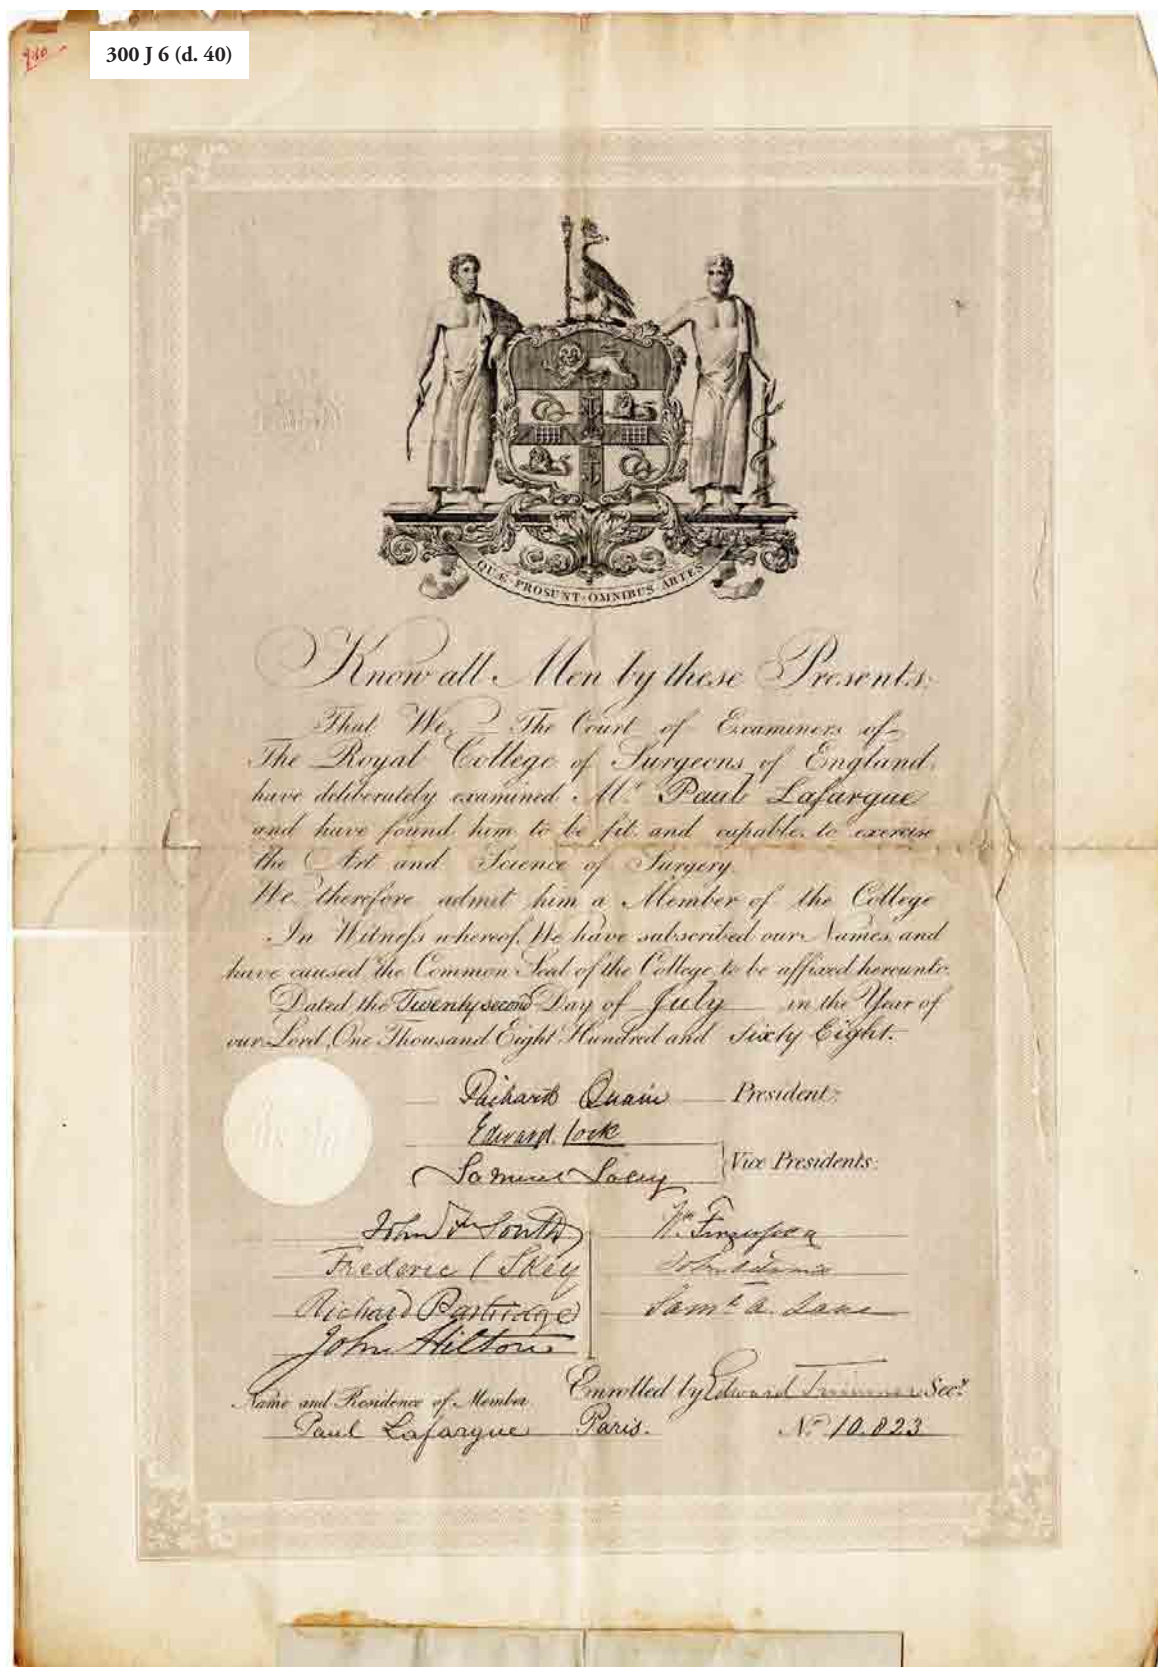 300 J 6 (d. 40)
QUÆ·PROSUNT·OMNIBUS·ARTES
Know all Men by these Presents,
That We, The Court of Examiners of
The Royal College of Surgeons of England,
have deliberately examined Mr. Paul Lafargue
and have found him to be fit and capable to exercise
the Art and Science of Surgery.
We therefore admit him a Member of the College
In Witness whereof, We have subscribed our Names, and
have caused the Common Seal of the College to be affixed hereunto.
Dated the Twenty second Day of July in the Year of
our Lord, One Thousand Eight Hundred and Sixty Eight.
Richard Quain President.
Edward Cock
Samuel Solly Vice Presidents.
John F. South
Frederic C Skey
Richard Partridge Saml. A. Lane
John Hilton
Enrolled by Edward Trimmer Secy.
Name and Residence of Member
Paul Lafargue Paris. No. 10.823